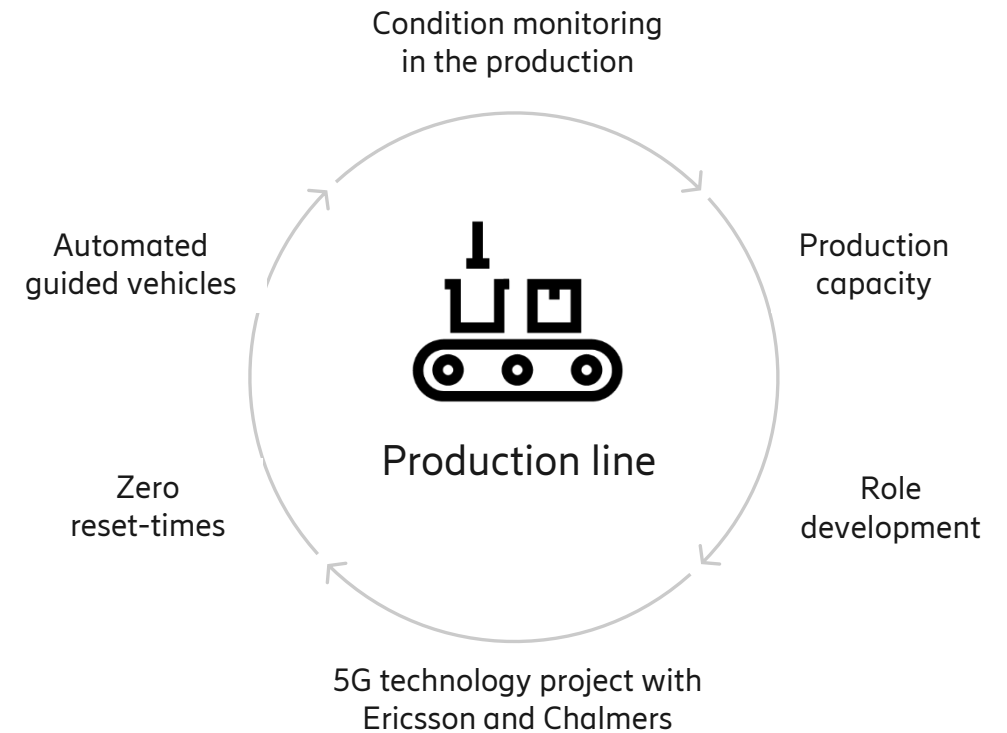 Condition monitoring
in the production
Automated
guided vehicles
Production
capacity
Production line
Zero
reset-times
Role
development
5G technology project with
Ericsson and Chalmers